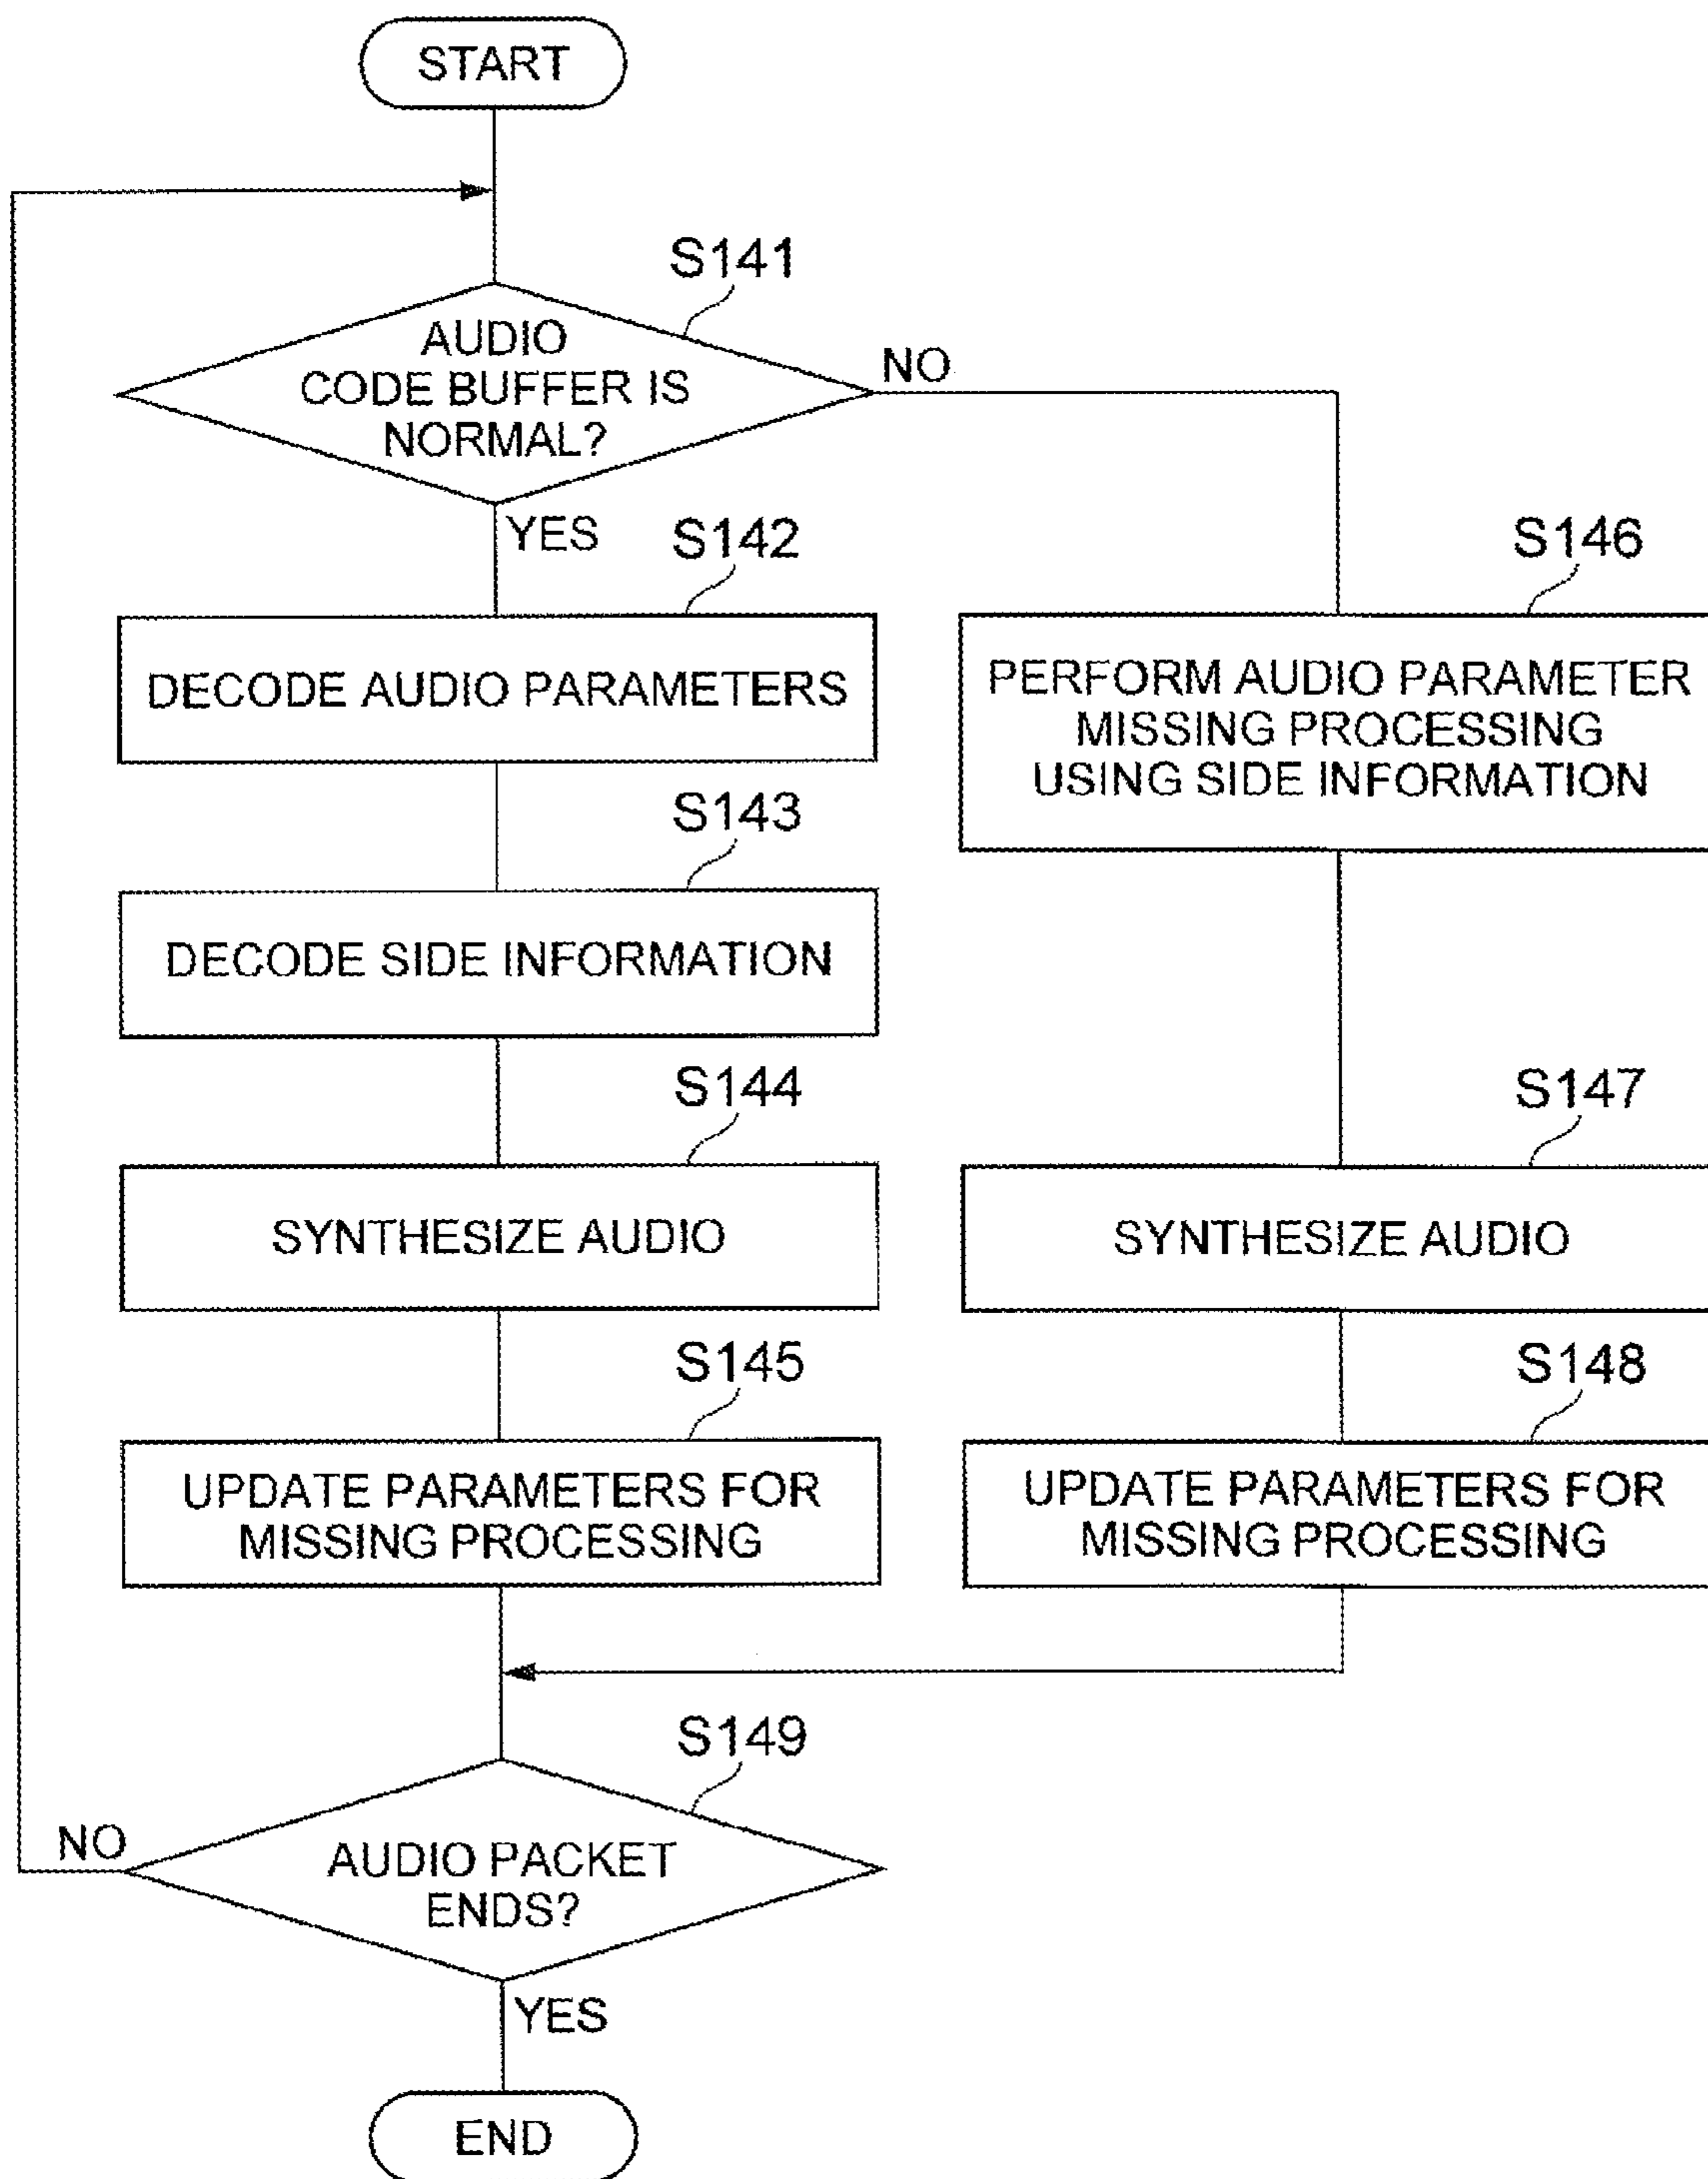 START
S141
AUDIO
CODE BUFFER IS
NORMAL?
NO
YES
S142
S146
DECODE AUDIO PARAMETERS
PERFORM AUDIO PARAMETER
MISSING PROCESSING
USING SIDE INFORMATION
S143
DECODE SIDE INFORMATION
S144
S147
SYNTHESIZE AUDIO
SYNTHESIZE AUDIO
S145
S148
UPDATE PARAMETERS FOR
MISSING PROCESSING
UPDATE PARAMETERS FOR
MISSING PROCESSING
S149
NO
AUDIO PACKET
ENDS?
YES
END